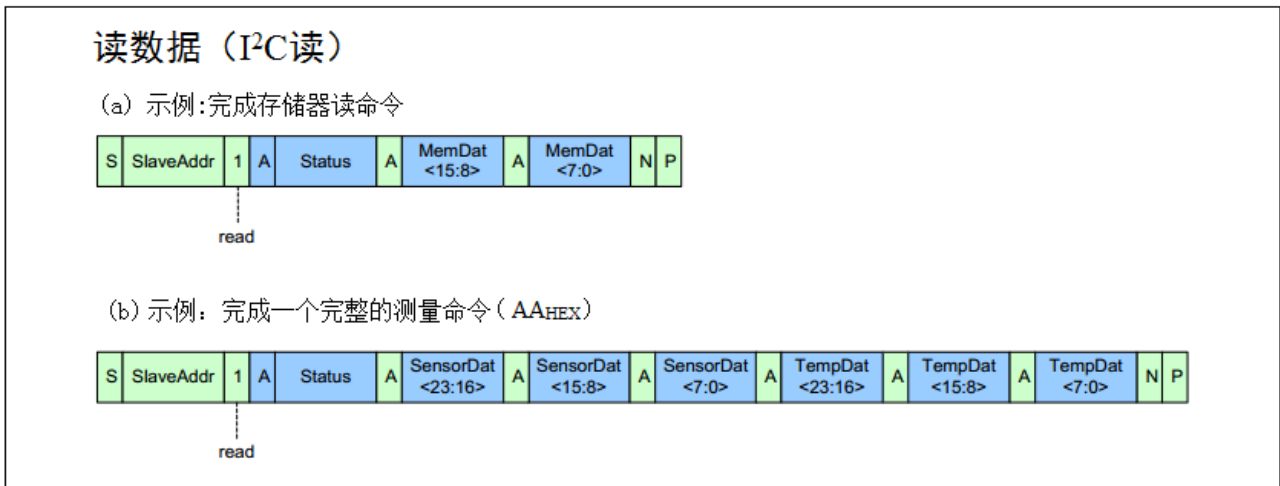 读数据（I²C读）
(a) 示例:完成存储器读命令
S SlaveAddr 1 A Status A MemDat <15:8> A MemDat <7:0> N P
read
(b) 示例：完成一个完整的测量命令(AAHEX)
S SlaveAddr 1 A Status A SensorDat <23:16> A SensorDat <15:8> A SensorDat <7:0> A TempDat <23:16> A TempDat <15:8> A TempDat <7:0> N P
read